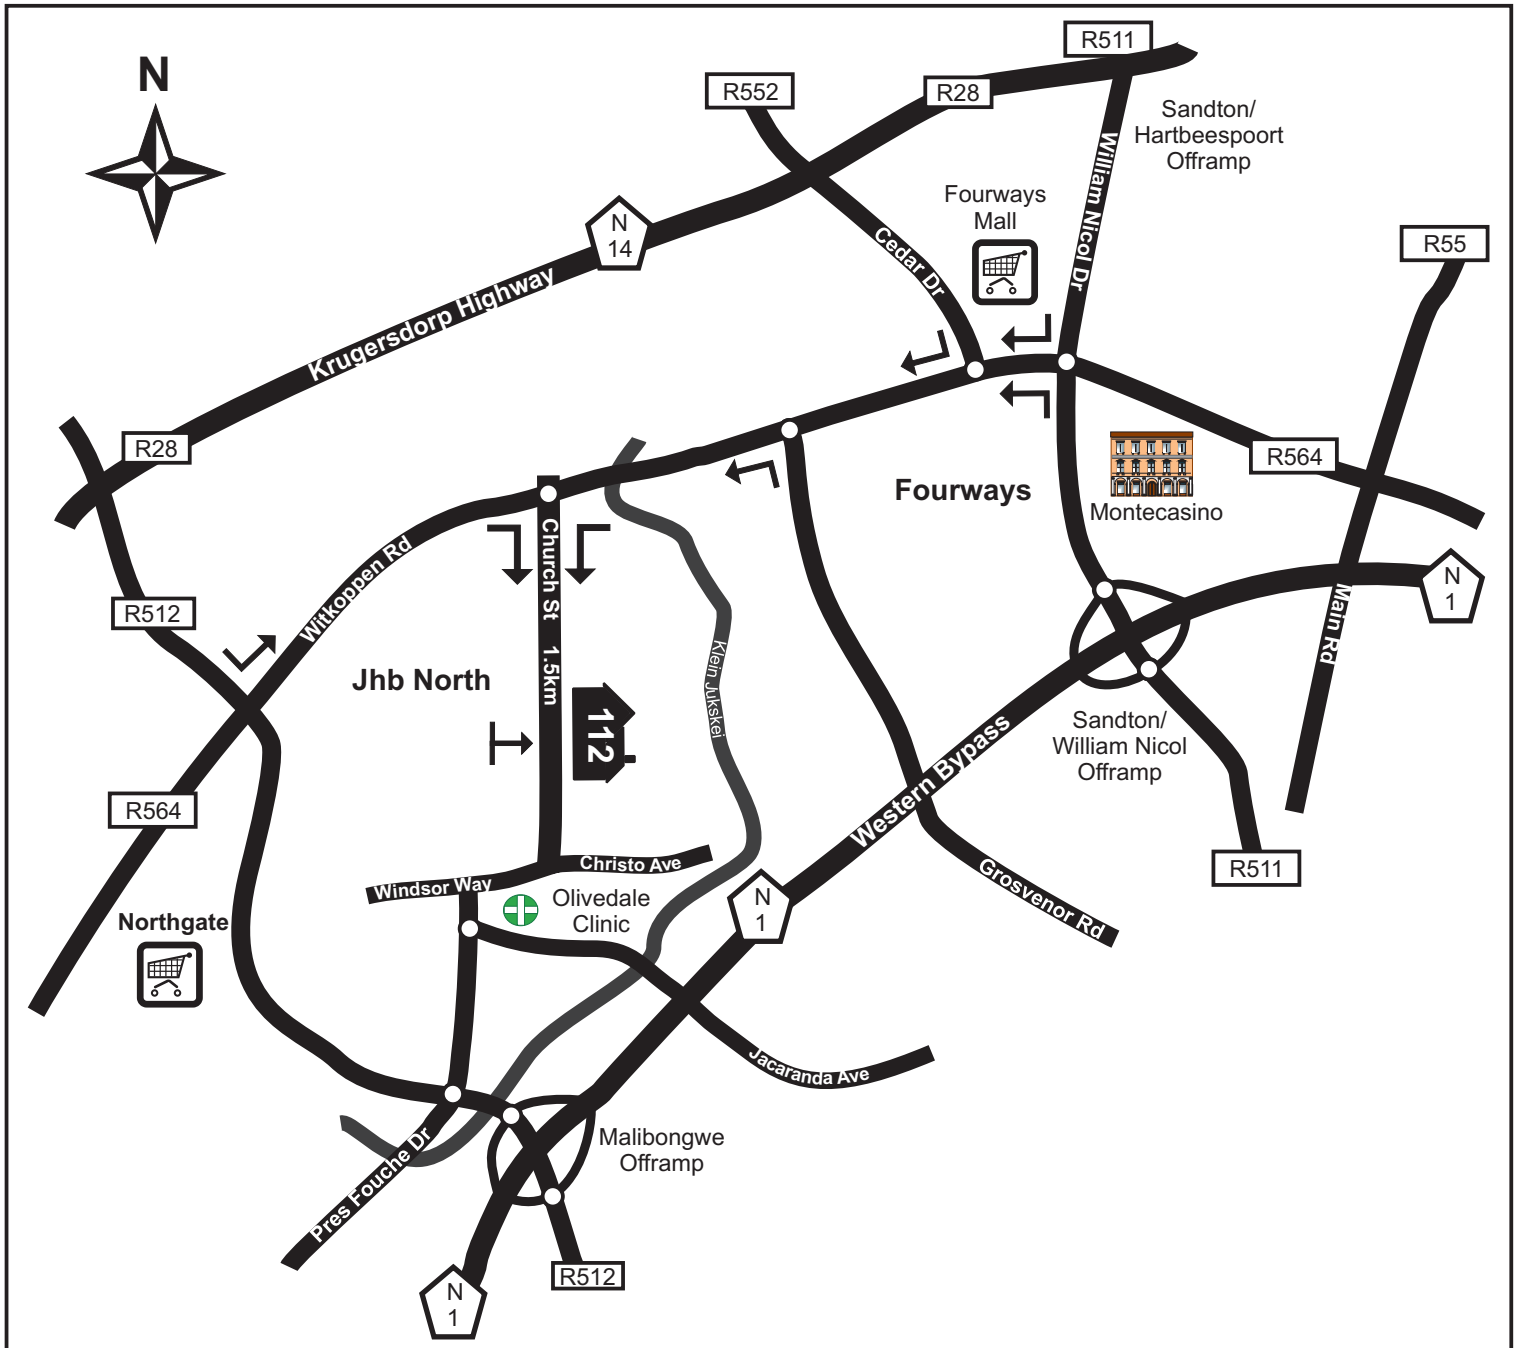 R511
N
R552
R28
Sandton/
Hartbeespoort
Offramp
William Nicol Dr
Fourways
Mall
N
14
Cedar Dr
R55
Krugersdorp Highway
R28
R564
Fourways
Montecasino
Church St 1.5km
Witkoppen Rd
N
1
R512
Main Rd
Klein Jukskei
Jhb North
112
Sandton/
William Nicol
Offramp
Western Bypass
R564
R511
Christo Ave
Windsor Way
Olivedale
Clinic
N
1
Grosvenor Rd
Northgate
Jacaranda Ave
Malibongwe
Offramp
Pres Fouche Dr
R512
N
1